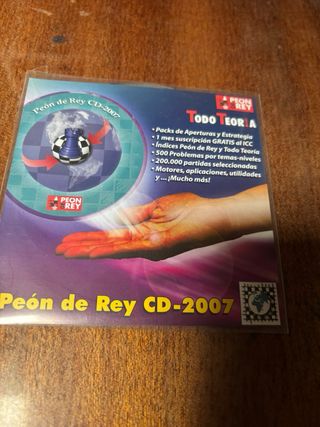 Peón de Rey CD-2007
PEON
DE REY
PEON
DE REY
TODO TEORIA
• Packs de Aperturas y Estrategia
• 1 mes suscripción GRATIS al ICC
• Índices Peón de Rey y Todo Teoría
• 500 Problemas por temas-niveles
• 200.000 partidas seleccionadas
• Motores, aplicaciones, utilidades
y ... ¡Mucho más!
Peón de Rey CD-2007